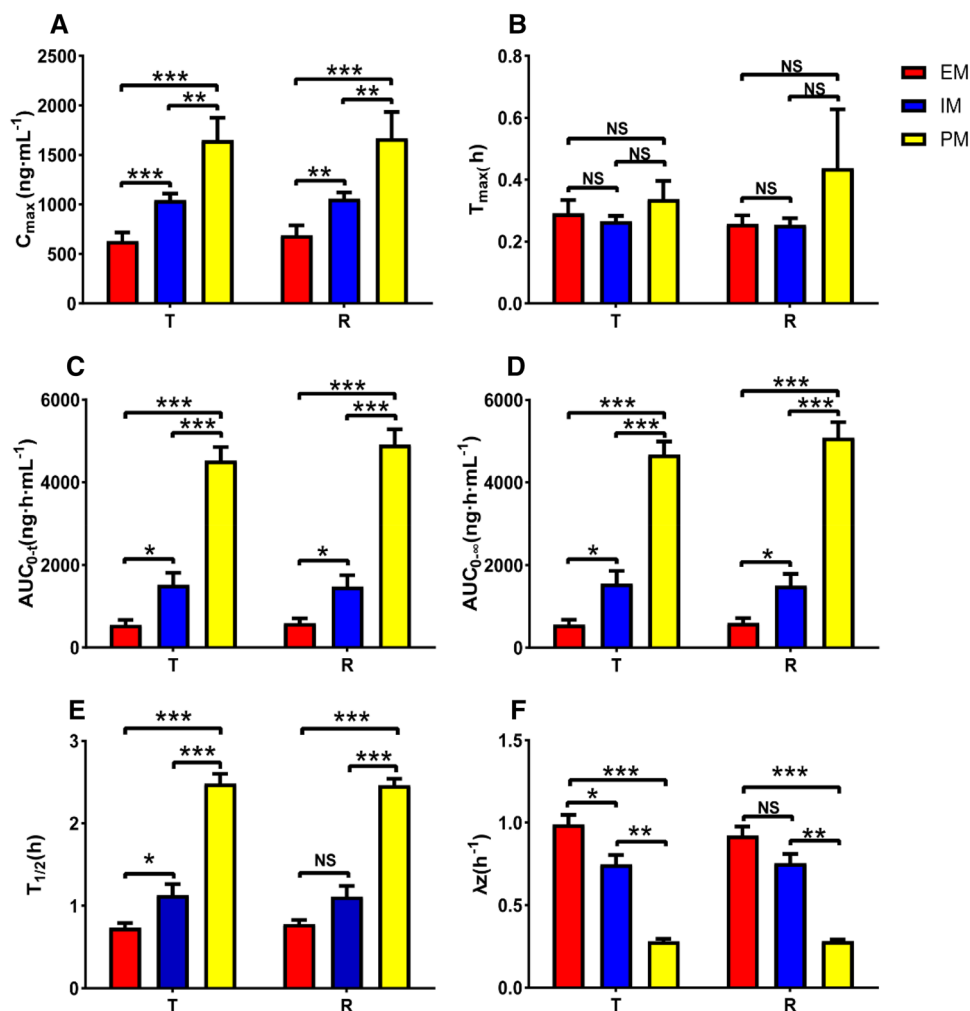 A
Cmax (ng·mL-1)
2500
2000
1500
1000
500
0
***
**
***
***
**
**
T
R
B
Tmax( h)
0.8
0.6
0.4
0.2
0.0
NS
NS
NS
NS
NS
NS
T
R
EM
IM
PM
C
AUC0-t(ng·h·mL-1)
6000
4000
2000
0
***
***
*
***
***
*
T
R
D
AUC0-∞(ng·h·mL-1)
6000
4000
2000
0
***
***
*
***
***
*
T
R
E
T1/2(h)
3
2
1
0
***
***
*
***
***
NS
T
R
F
λz(h-1)
1.5
1.0
0.5
0.0
***
*
**
***
NS
**
T
R